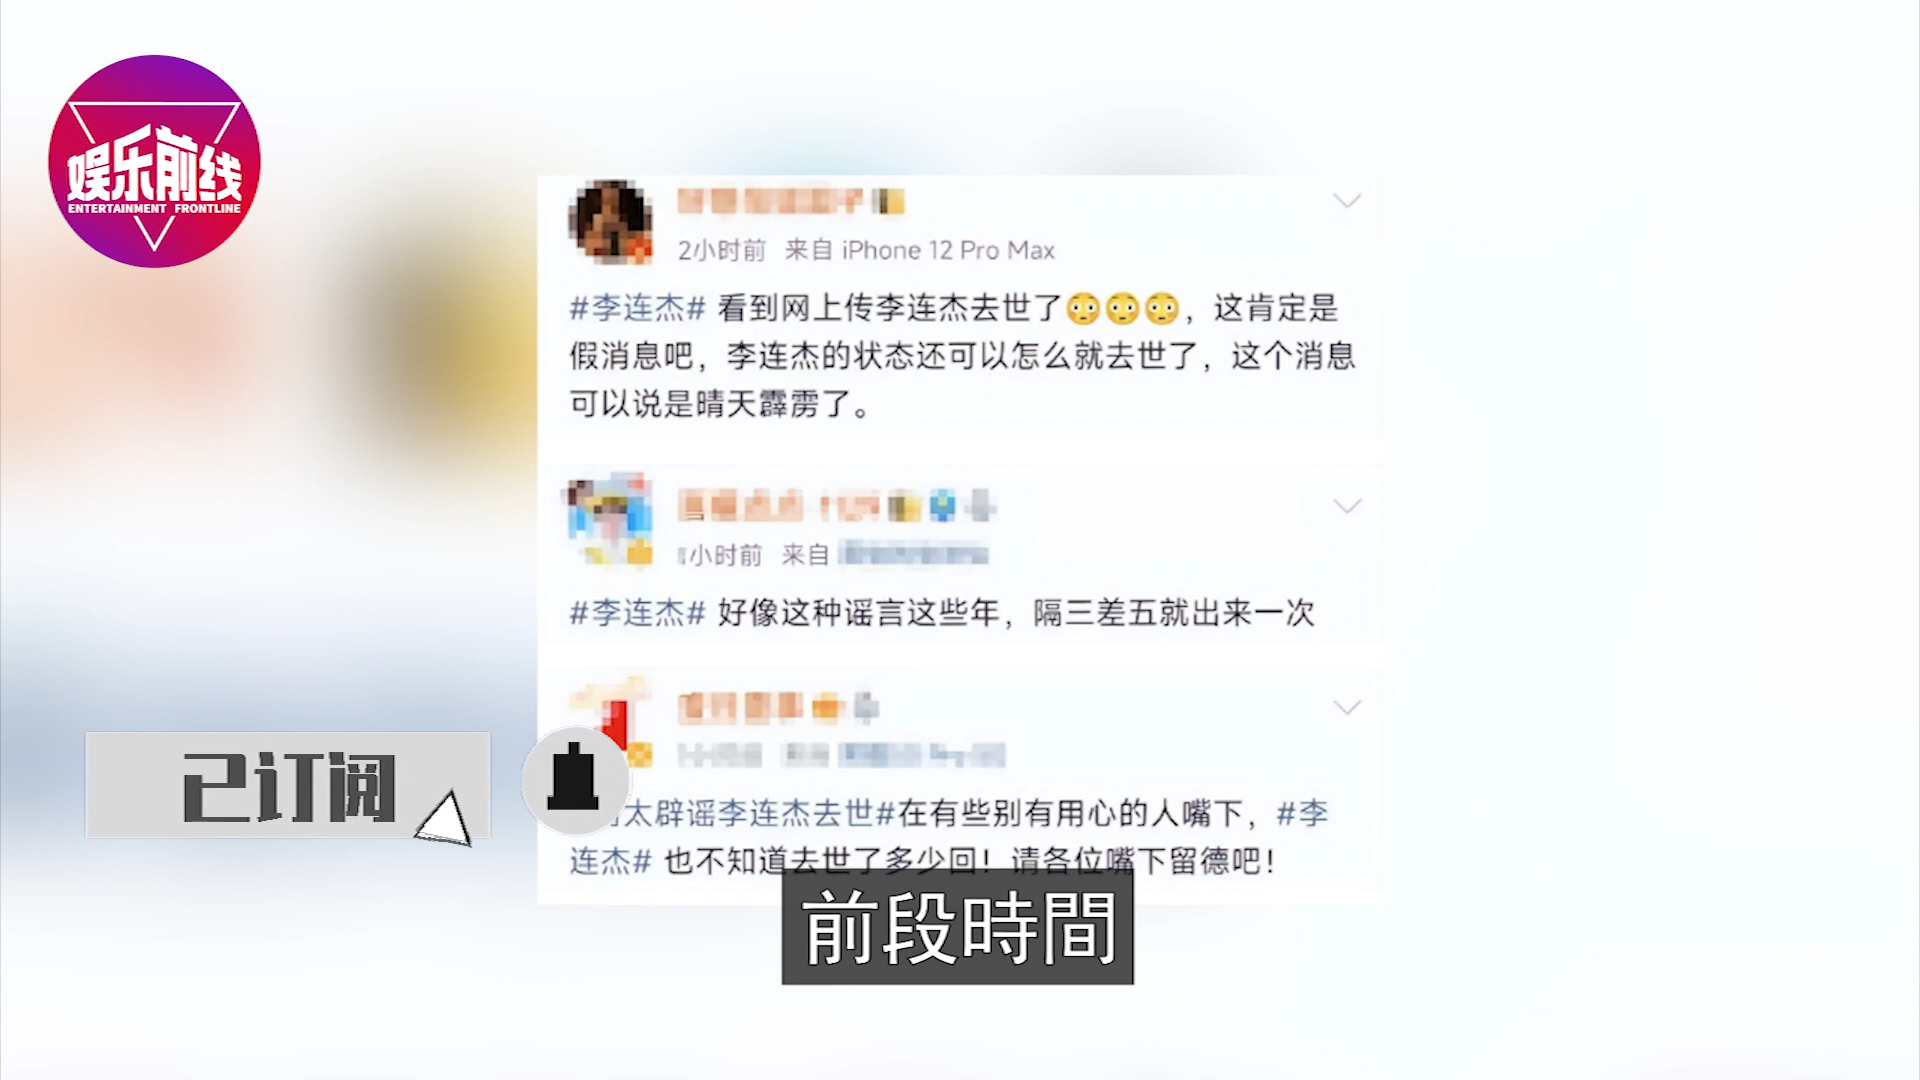 娱乐前线
ENTERTAINMENT FRONTLINE
2小时前 来自 iPhone 12 Pro Max
#李连杰# 看到网上传李连杰去世了😳😳😳，这肯定是
假消息吧，李连杰的状态还可以怎么就去世了，这个消息
可以说是晴天霹雳了。
小时前 来自
#李连杰# 好像这种谣言这些年，隔三差五就出来一次
太辟谣李连杰去世#在有些别有用心的人嘴下，#李
连杰# 也不知道去世了多少回！请各位嘴下留德吧！
已订阅
前段時間